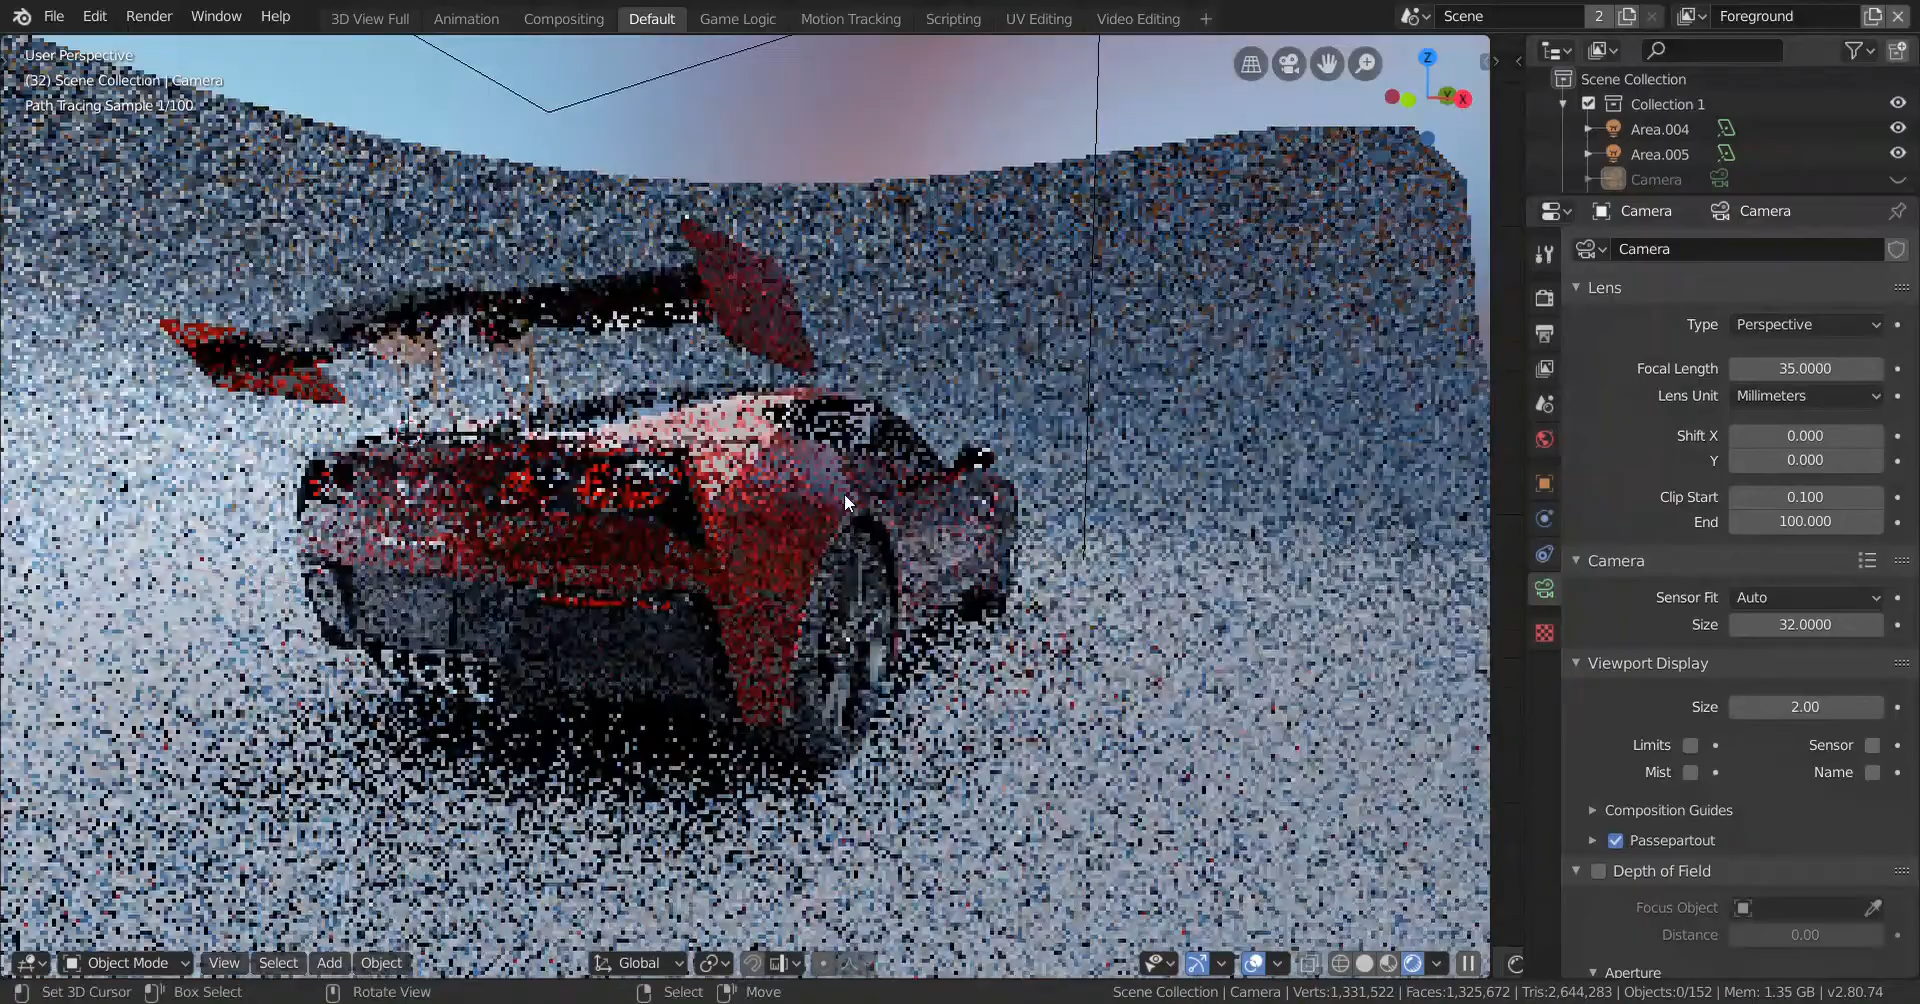 File Edit Render Window Help 3D View Full Animation Compositing Default Game Logic Motion Tracking Scripting UV Editing Video Editing + Scene 2 Foreground
User Perspective
(32) Scene Collection | Camera
Path Tracing Sample 1/100
Z
Y X
Scene Collection
Collection 1
Area.004
Area.005
Camera
Camera Camera
Camera
Lens
Type Perspective
Focal Length 35.0000
Lens Unit Millimeters
Shift X 0.000
Y 0.000
Clip Start 0.100
End 100.000
Camera
Sensor Fit Auto
Size 32.0000
Viewport Display
Size 2.00
Limits Sensor
Mist Name
Composition Guides
Passepartout
Depth of Field
Focus Object
Distance 0.00
Aperture
Object Mode View Select Add Object Global
Set 3D Cursor Box Select Rotate View Select Move Scene Collection | Camera | Verts:1,331,522 | Faces:1,325,672 | Tris:2,644,283 | Objects:0/152 | Mem: 1.35 GB | v2.80.74